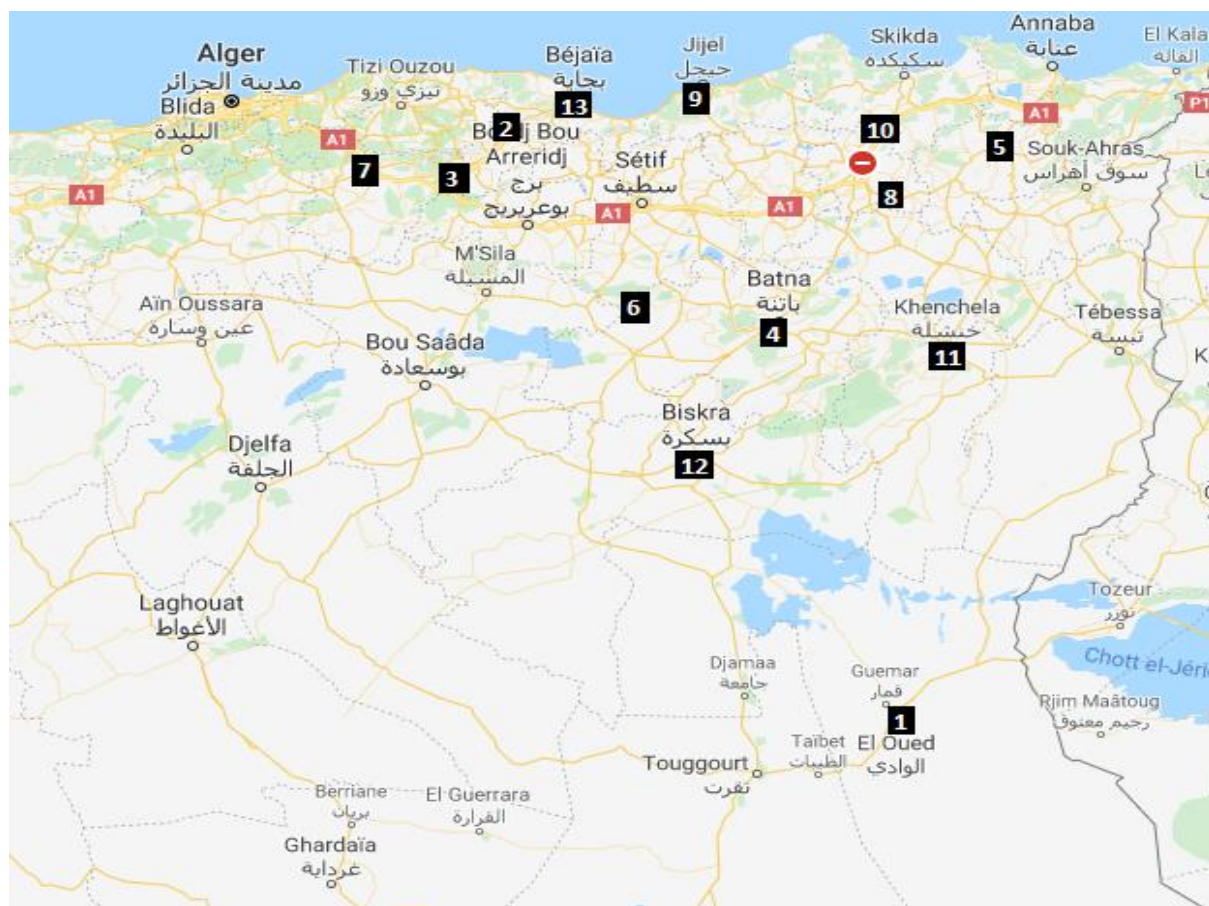 Annaba
عنابة
El Kala
القالة
Skikda
سكيكدة
Jijel
جيجل
Béjaïa
بجاية
Alger
مدينة الجزائر
Tizi Ouzou
تيزي وزو
Blida
البليدة
9
13
2
10
A1
A1
P1
5
7
3
Arreridj
برج
بوعريريج
Sétif
سطيف
Souk-Ahras
سوق أهراس
8
A1
A1
A1
M'Sila
المسيلة
6
Batna
باتنة
4
Khenchela
خنشلة
11
Tébessa
تبسة
Aïn Oussara
عين وسارة
Bou Saâda
بوسعادة
Biskra
بسكرة
12
Djelfa
الجلفة
Laghouat
الأغواط
Tozeur
توزر
Chott el-Jéri
Djamaa
جامعة
Guemar
قمار
1
El Oued
الوادي
Rjim Maâtoug
رجيم معتوق
Taïbet
الطيبات
Touggourt
تقرت
Berriane
بريان
El Guerrara
القرارة
Ghardaïa
غرداية